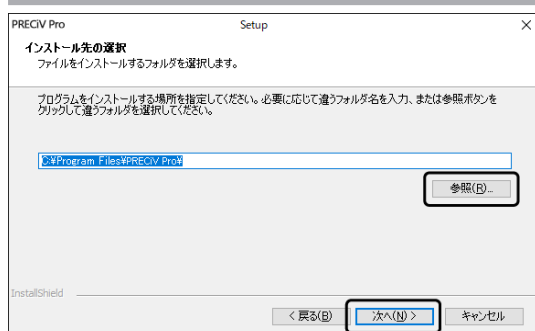 PRECiV Pro Setup
インストール先の選択
ファイルをインストールするフォルダを選択します。
プログラムをインストールする場所を指定してください。必要に応じて違うフォルダ名を入力、または参照ボタンを
クリックして違うフォルダを選択してください。
C:¥Program Files¥PRECiV Pro¥
参照(R)...
InstallShield
< 戻る(B) 次へ(N) > キャンセル